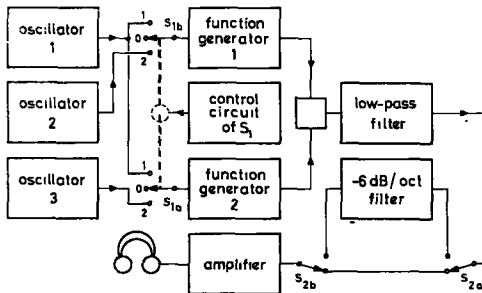 oscillator
1
oscillator
2
oscillator
3
1
0
2
S1b
1
0
2
S1a
function
generator
1
control
circuit
of S1
function
generator
2
low-pass
filter
-6 dB/oct
filter
amplifier
S2b
S2a